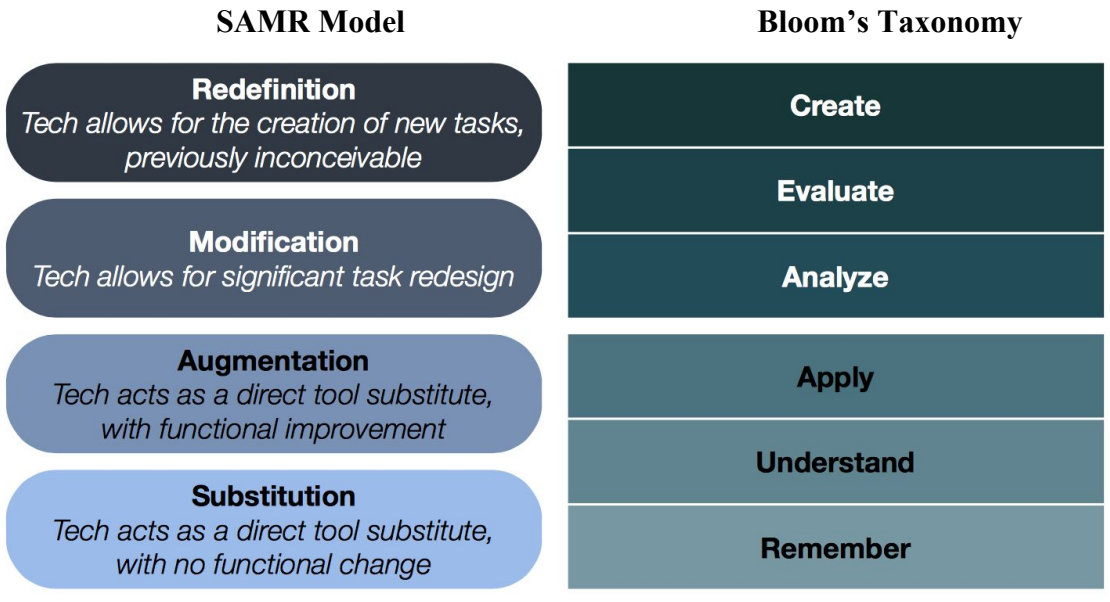 SAMR Model
Bloom’s Taxonomy
Redefinition
Tech allows for the creation of new tasks,
previously inconceivable
Modification
Tech allows for significant task redesign
Augmentation
Tech acts as a direct tool substitute,
with functional improvement
Substitution
Tech acts as a direct tool substitute,
with no functional change
Create
Evaluate
Analyze
Apply
Understand
Remember